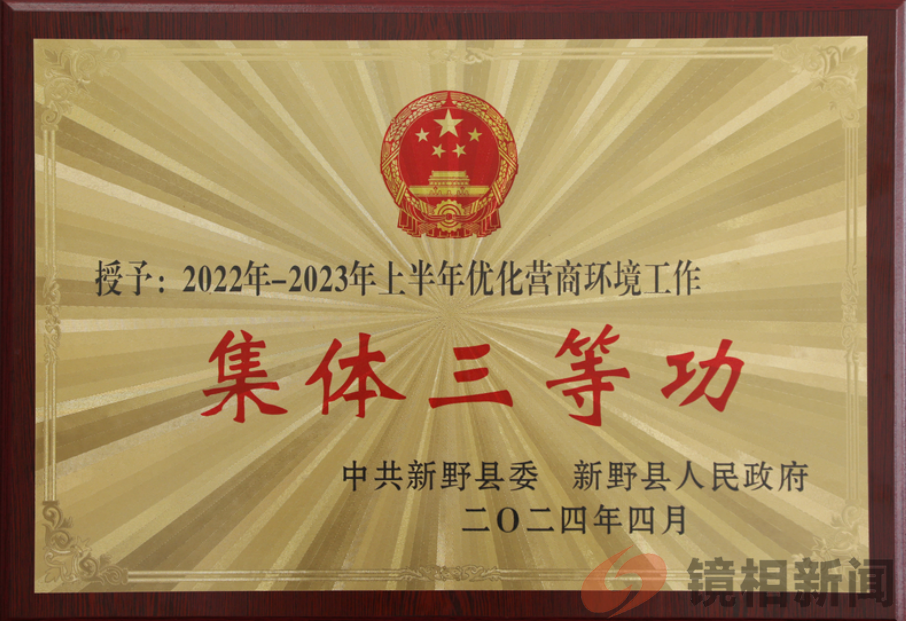 授予：2022年-2023年上半年优化营商环境工作
集体三等功
中共新野县委 新野县人民政府
二〇二四年四月
镜相新闻